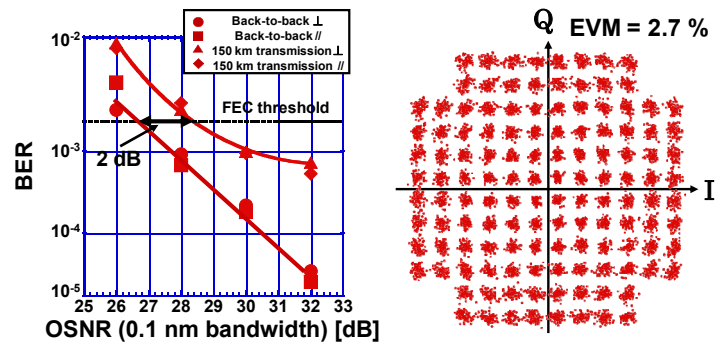 Back-to-back ⊥
Back-to-back //
150 km transmission ⊥
150 km transmission //
10⁻²
FEC threshold
2 dB
10⁻³
BER
10⁻⁴
10⁻⁵
25 26 27 28 29 30 31 32 33
OSNR (0.1 nm bandwidth) [dB]
Q
EVM = 2.7 %
I